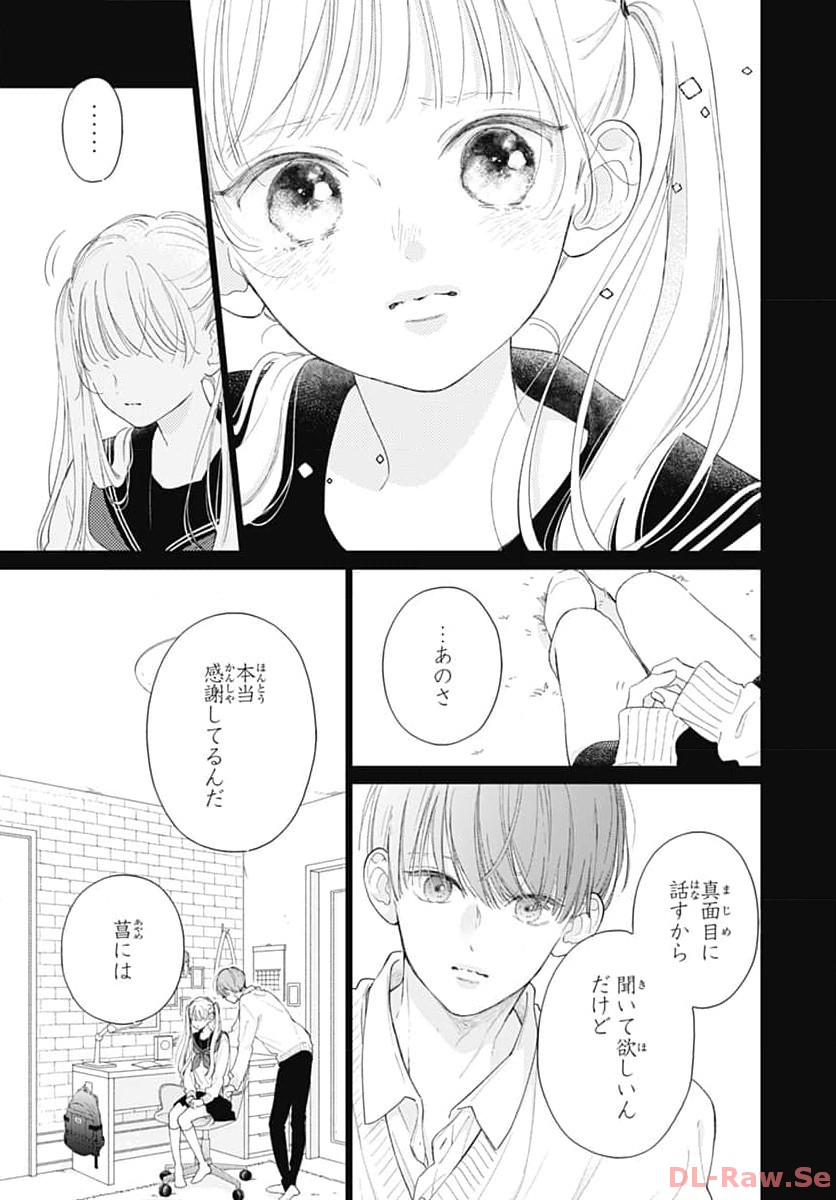 ・・・・・
…あのさ
真面目に
話すから
聞いて欲しいん
だけど
本当
感謝してるんだ
菖には
DL-Raw.Se